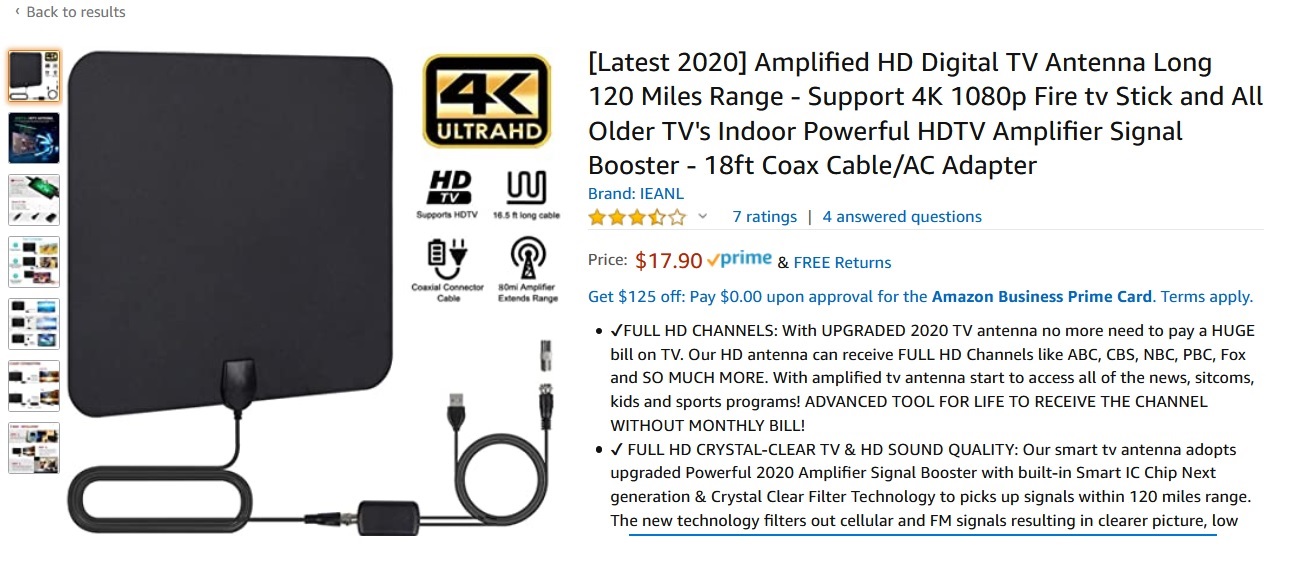 ‹ Back to results
[Latest 2020] Amplified HD Digital TV Antenna Long
120 Miles Range - Support 4K 1080p Fire tv Stick and All
Older TV's Indoor Powerful HDTV Amplifier Signal
Booster - 18ft Coax Cable/AC Adapter
Brand: IEANL
7 ratings | 4 answered questions
Price: $17.90 ✓prime & FREE Returns
Get $125 off: Pay $0.00 upon approval for the Amazon Business Prime Card. Terms apply.
• ✓FULL HD CHANNELS: With UPGRADED 2020 TV antenna no more need to pay a HUGE
bill on TV. Our HD antenna can receive FULL HD Channels like ABC, CBS, NBC, PBC, Fox
and SO MUCH MORE. With amplified tv antenna start to access all of the news, sitcoms,
kids and sports programs! ADVANCED TOOL FOR LIFE TO RECEIVE THE CHANNEL
WITHOUT MONTHLY BILL!
• ✓ FULL HD CRYSTAL-CLEAR TV & HD SOUND QUALITY: Our smart tv antenna adopts
upgraded Powerful 2020 Amplifier Signal Booster with built-in Smart IC Chip Next
generation & Crystal Clear Filter Technology to picks up signals within 120 miles range.
The new technology filters out cellular and FM signals resulting in clearer picture, low
4K
ULTRAHD
HD
TV
Supports HDTV
16.5 ft long cable
Coaxial Connector
Cable
80mi Amplifier
Extends Range